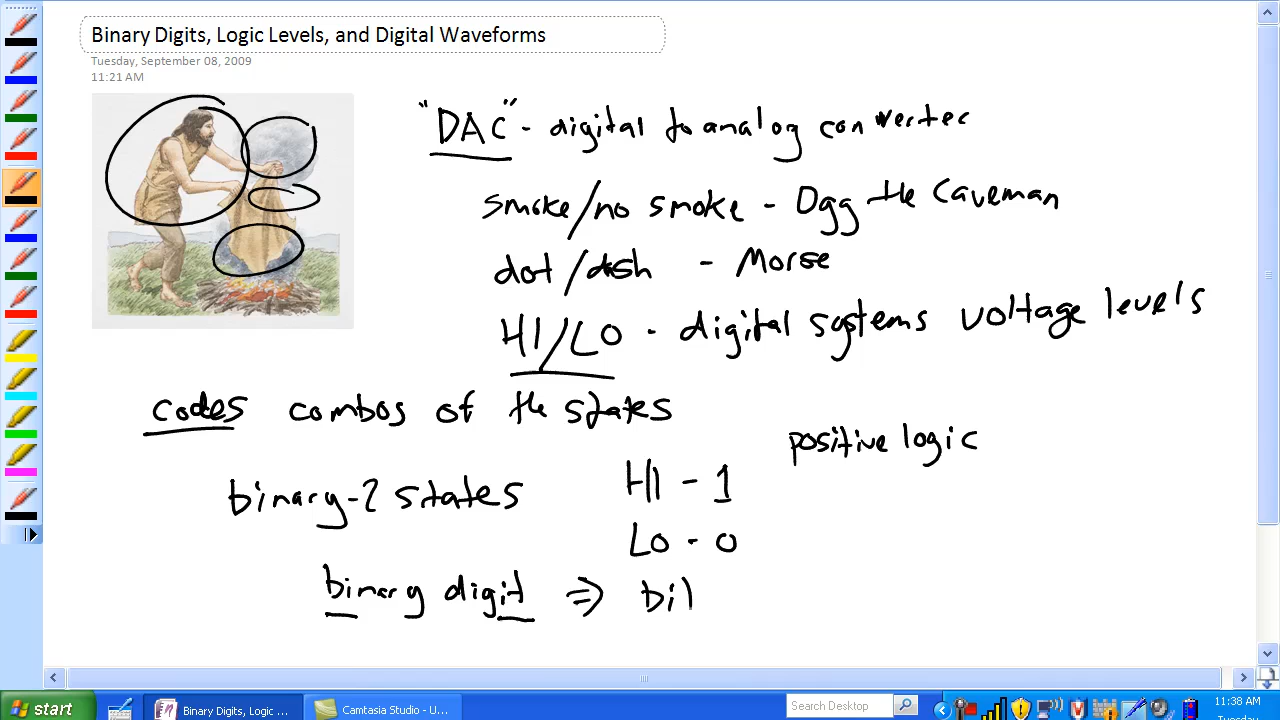 Binary Digits, Logic Levels, and Digital Waveforms
Tuesday, September 08, 2009
11:21 AM
"DAC" - digital to analog converter
smoke/no smoke - Ogg the Caveman
dot/dash - Morse
HI/LO - digital systems voltage levels
codes combos of the states
positive logic
binary-2 states
HI - 1
LO - 0
binary digit ⇒ bi
start
Binary Digits, Logic ...
Camtasia Studio - U...
Search Desktop
11:38 AM
Tuesday